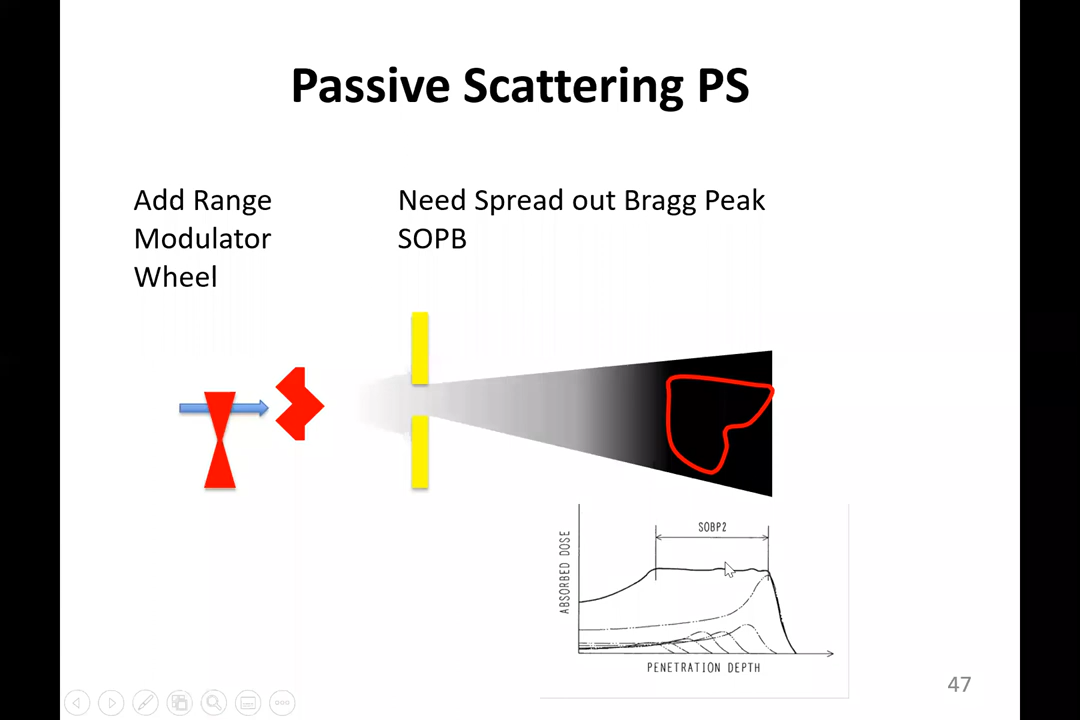 Passive Scattering PS
Add Range
Modulator
Wheel
Need Spread out Bragg Peak
SOPB
SOBP2
ABSORBED DOSE
PENETRATION DEPTH
47